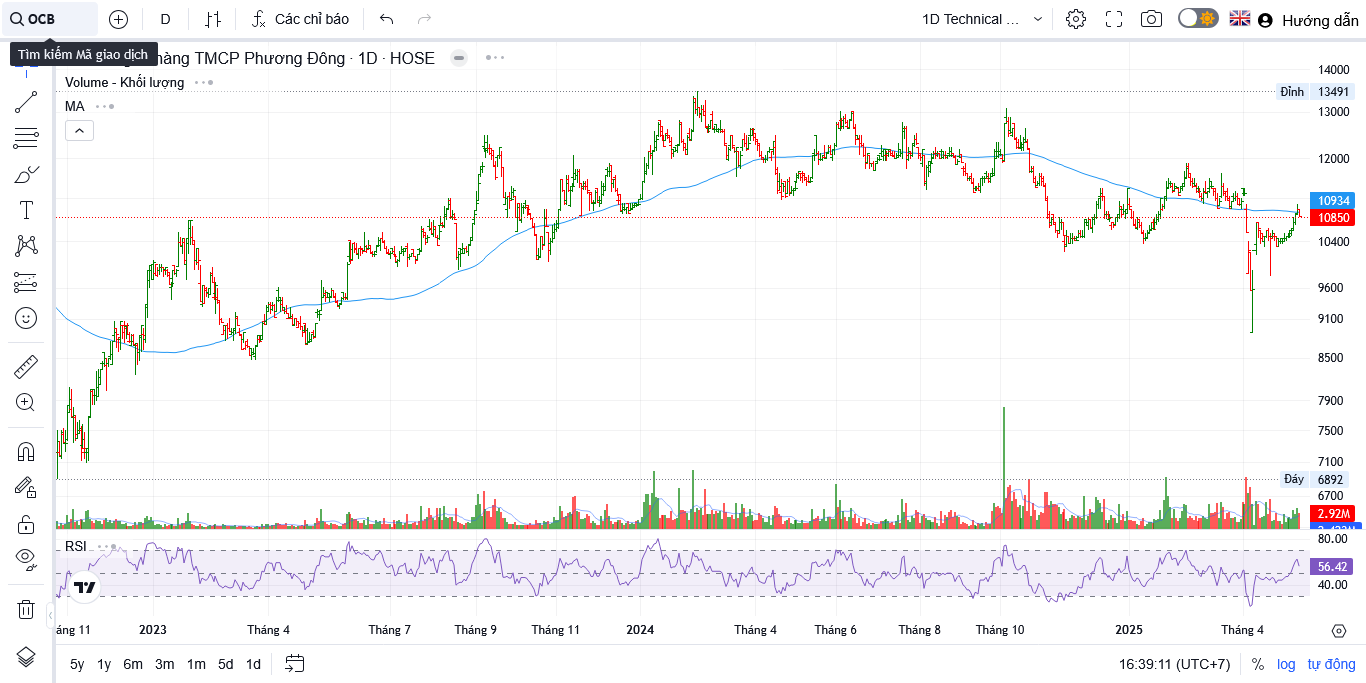 OCB
D
Các chỉ báo
1D Technical ...
Hướng dẫn
Tìm kiếm Mã giao dịch
hàng TMCP Phương Đông · 1D · HOSE
Volume - Khối lượng
MA
14000
Đỉnh 13491
13000
12000
10934
10850
10400
9600
9100
8500
7900
7500
7100
Đáy 6892
6700
2.92M
RSI
80.00
56.42
40.00
áng 11 2023 Tháng 4 Tháng 7 Tháng 9 Tháng 11 2024 Tháng 4 Tháng 6 Tháng 8 Tháng 10 2025 Tháng 4
5y 1y 6m 3m 1m 5d 1d
16:39:11 (UTC+7) % log tự động